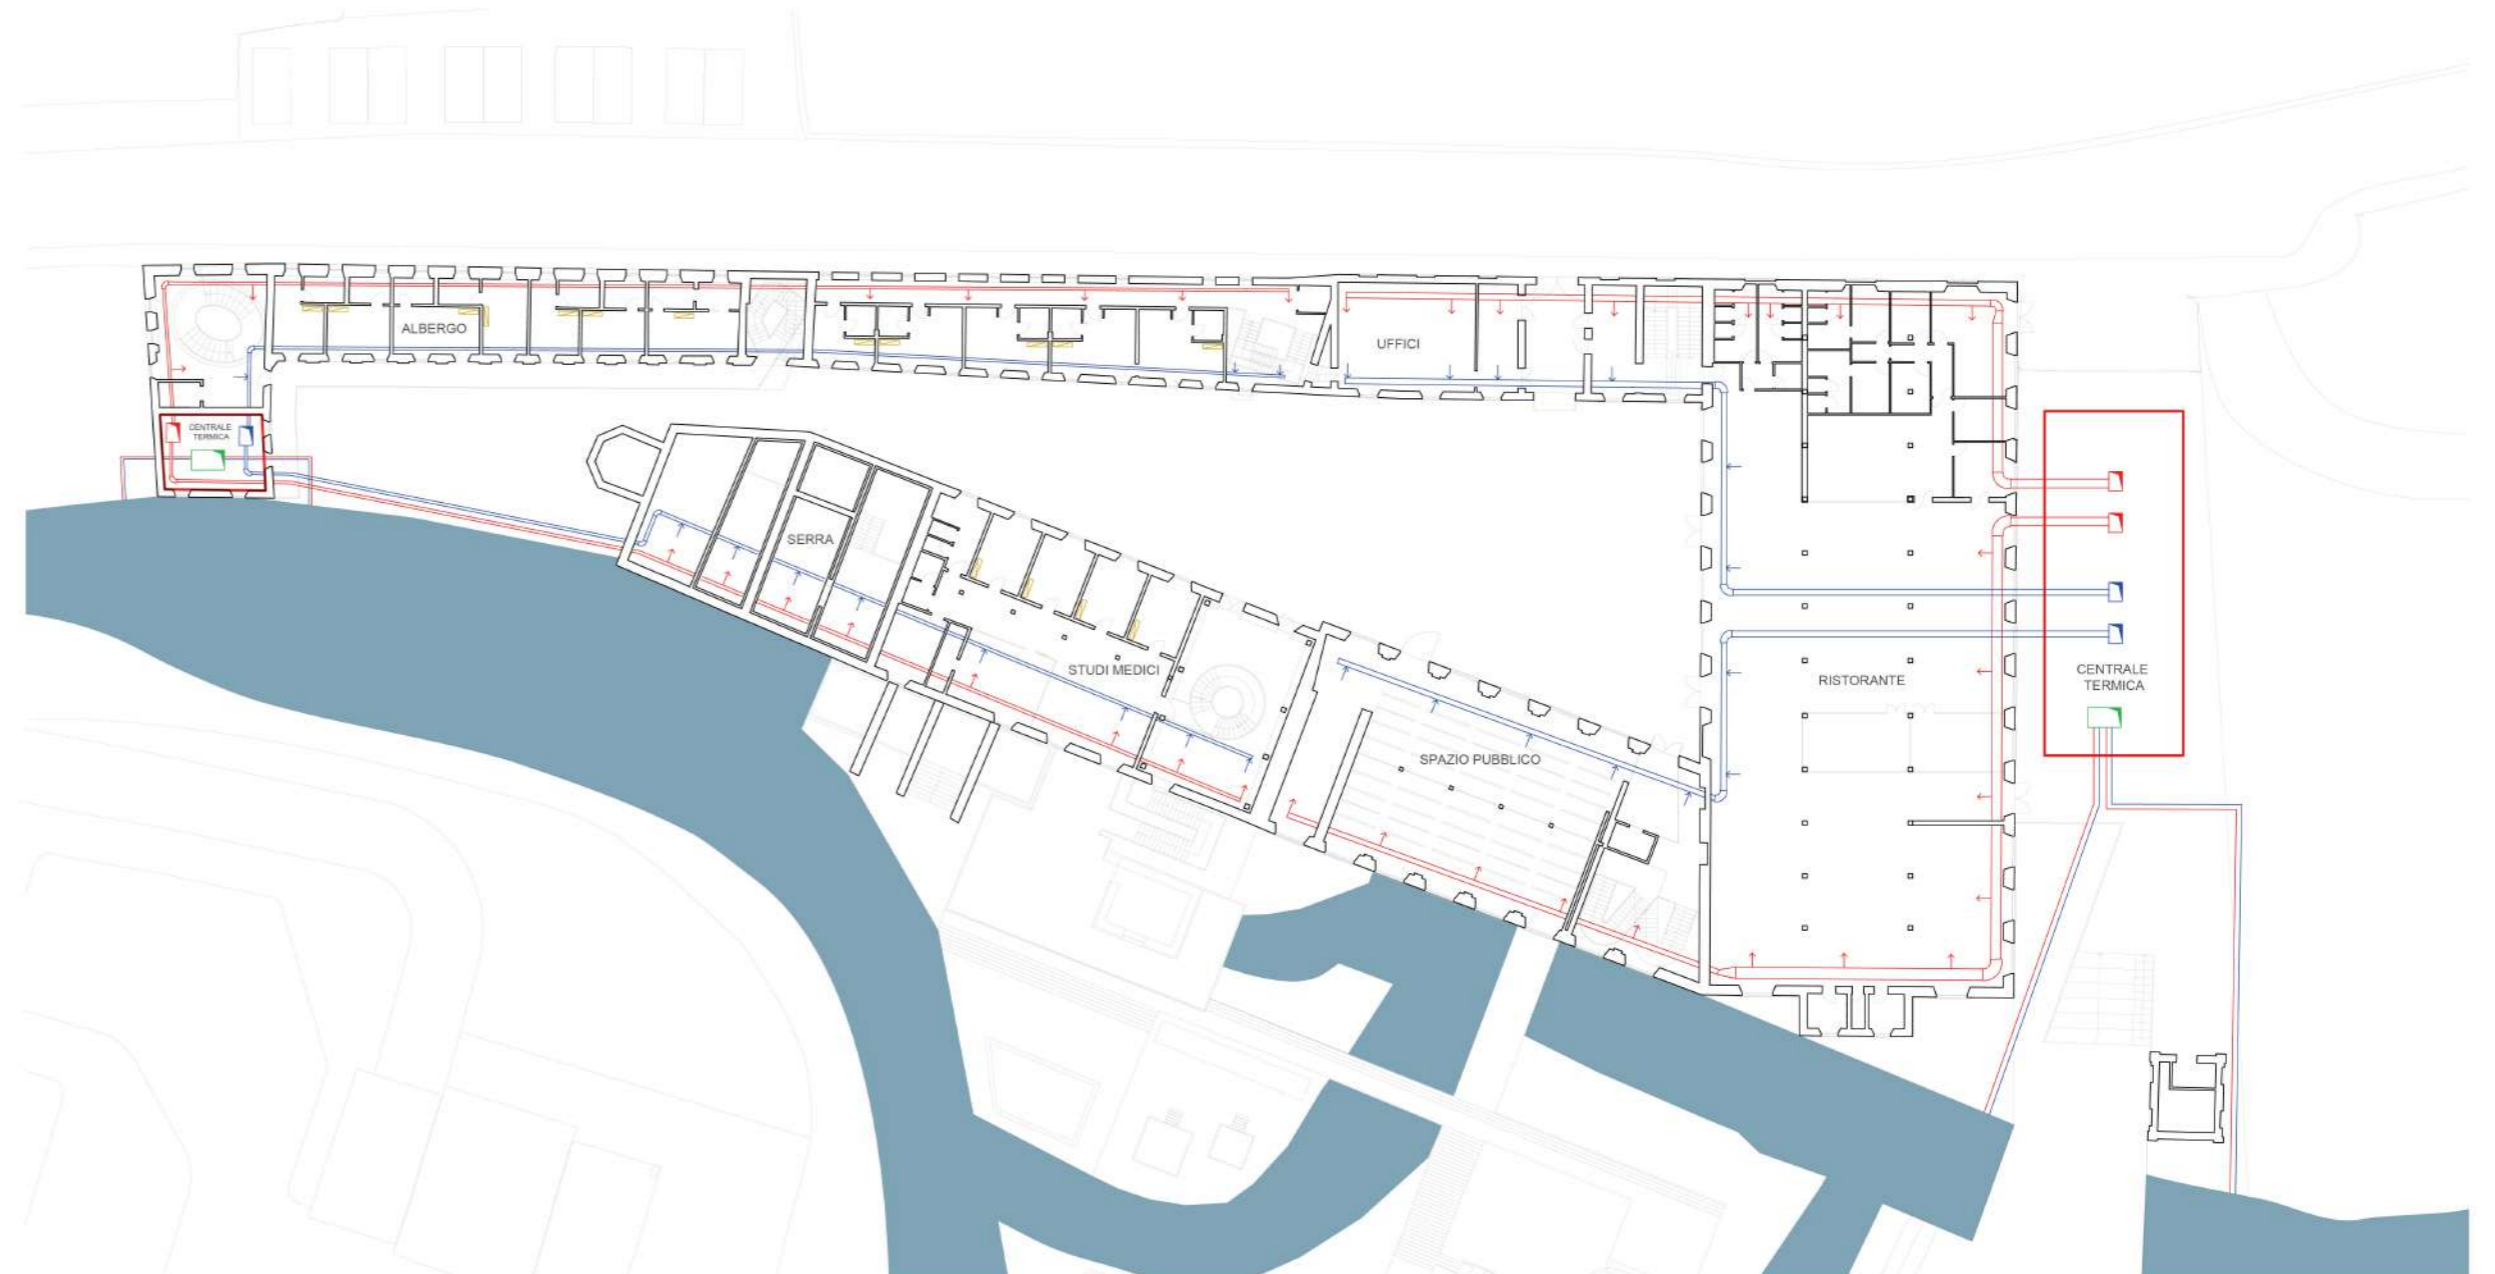 ALBERGO
UFFICI
CENTRALE
TERMICA
SERRA
STUDI MEDICI
SPAZIO PUBBLICO
RISTORANTE
CENTRALE
TERMICA